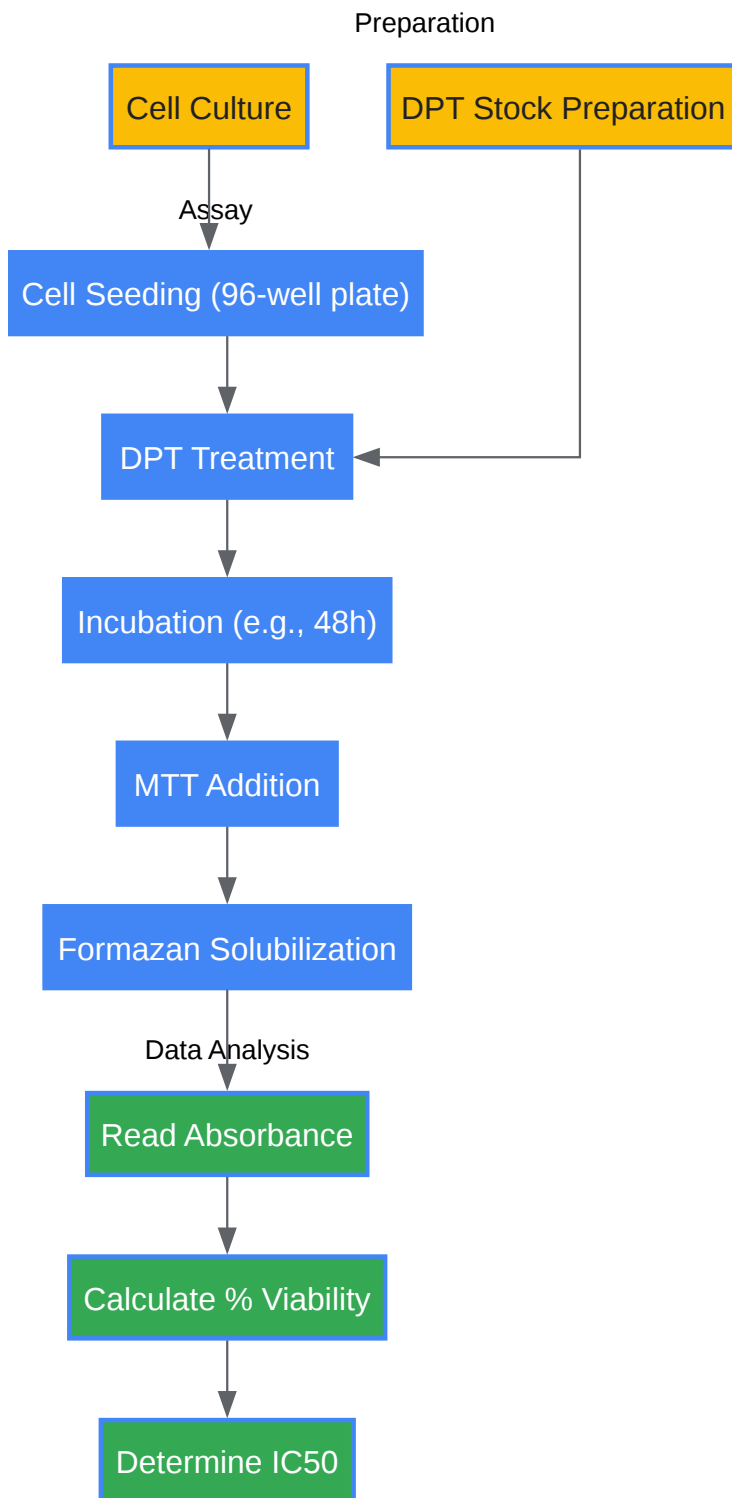 Preparation
Cell Culture
DPT Stock Preparation
Assay
Cell Seeding (96-well plate)
DPT Treatment
Incubation (e.g., 48h)
MTT Addition
Formazan Solubilization
Data Analysis
Read Absorbance
Calculate % Viability
Determine IC50